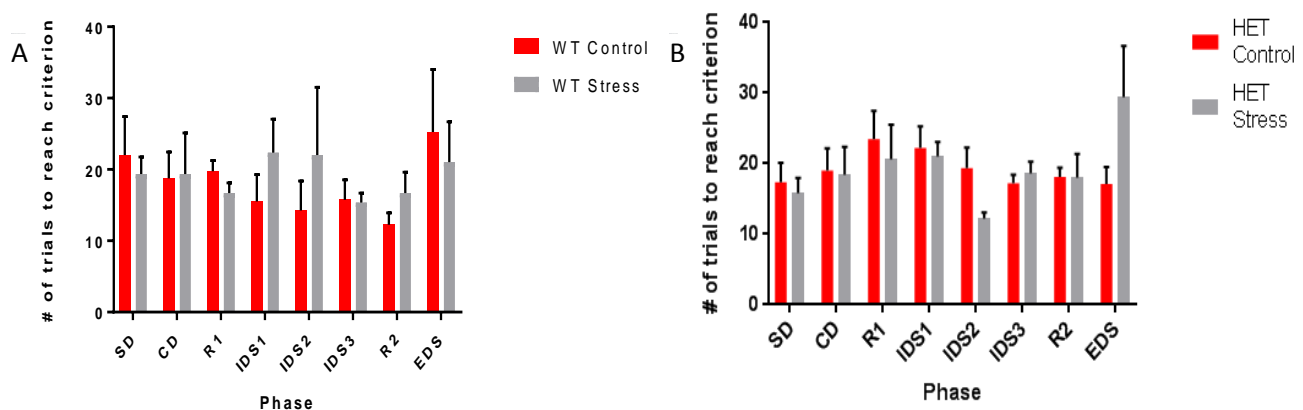 A
# of trials to reach criterion
40
30
20
10
0
SD
CD
R1
IDS1
IDS2
IDS3
R2
EDS
Phase
WT Control
WT Stress
B
# of trials to reach criterion
40
30
20
10
0
SD
CD
R1
IDS1
IDS2
IDS3
R2
EDS
Phase
HET
Control
HET
Stress